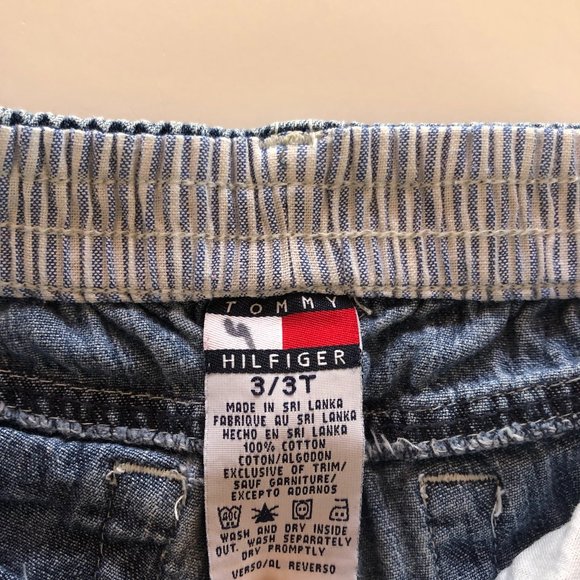 TOMMY
HILFIGER
3/3T
MADE IN SRI LANKA
FABRIQUE AU SRI LANKA
HECHO EN SRI LANKA
100% COTTON
COTON/ALGODON
EXCLUSIVE OF TRIM/
SAUF GARNITURE/
EXCEPTO ADORNOS
WASH AND DRY INSIDE
OUT. WASH SEPARATELY
DRY PROMPTLY
VERSO/AL REVERSO